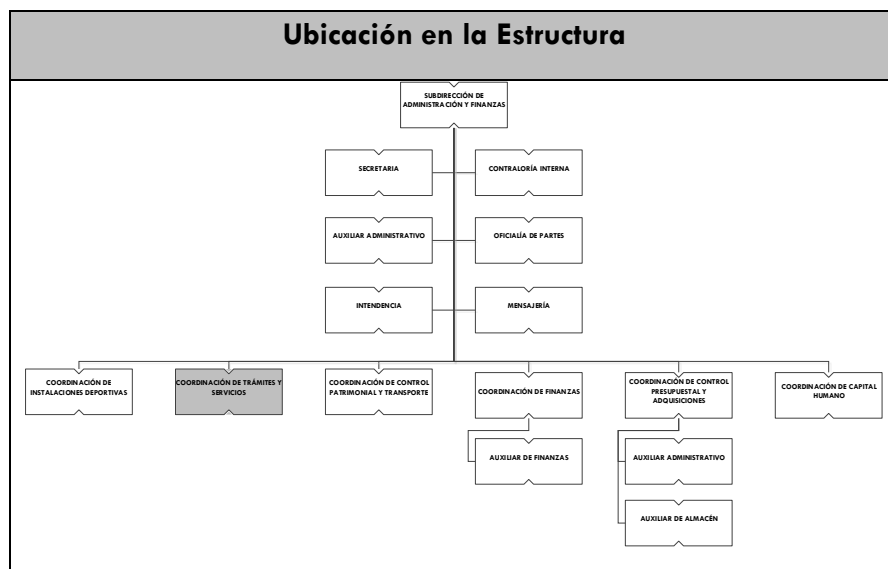 Ubicación en la Estructura
SUBDIRECCIÓN DE
ADMINISTRACIÓN Y FINANZAS
SECRETARIA
CONTRALORÍA INTERNA
AUXILIAR ADMINISTRATIVO
OFICIALÍA DE PARTES
INTENDENCIA
MENSAJERÍA
COORDINACIÓN DE
INSTALACIONES DEPORTIVAS
COORDINACIÓN DE TRÁMITES Y
SERVICIOS
COORDINACIÓN DE CONTROL
PATRIMONIAL Y TRANSPORTE
COORDINACIÓN DE FINANZAS
COORDINACIÓN DE CONTROL
PRESUPUESTAL Y
ADQUISICIONES
COORDINACIÓN DE CAPITAL
HUMANO
AUXILIAR DE FINANZAS
AUXILIAR ADMINISTRATIVO
AUXILIAR DE ALMACÉN